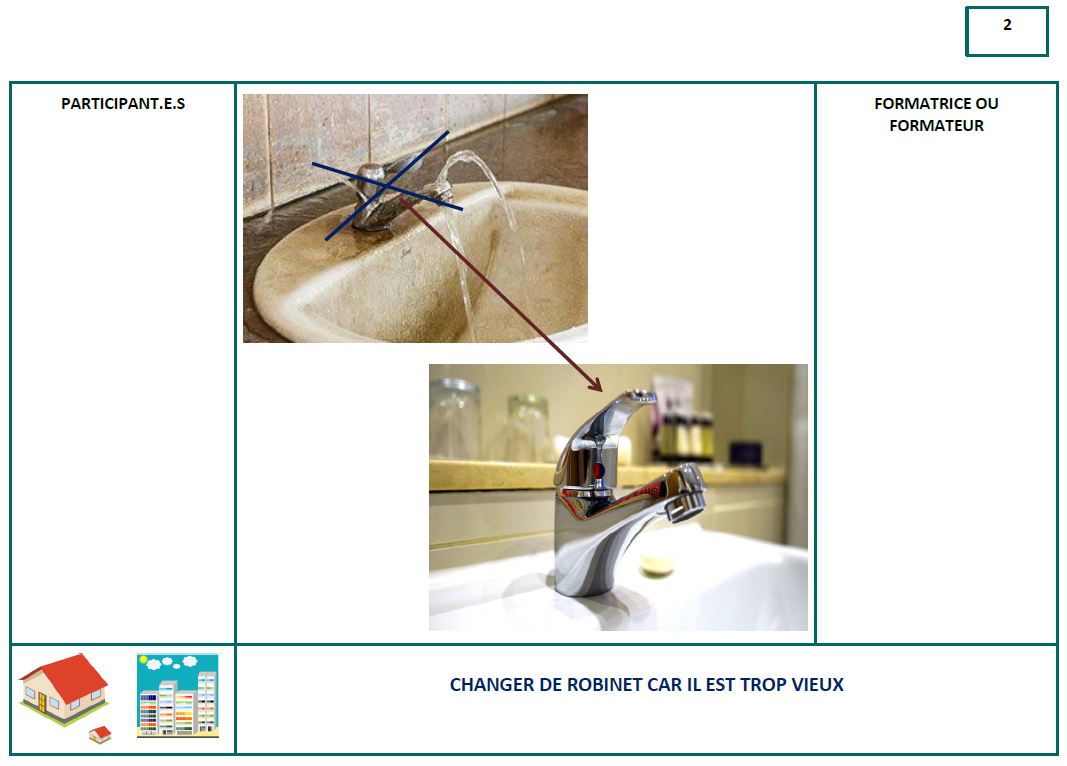 2
PARTICIPANT.E.S
FORMATRICE OU
FORMATEUR
CHANGER DE ROBINET CAR IL EST TROP VIEUX